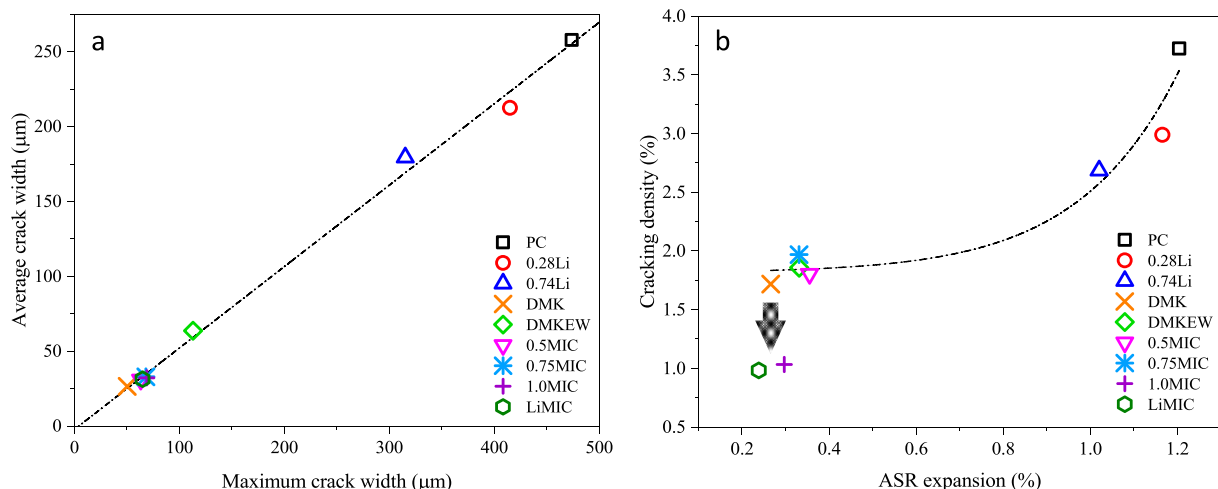 a
250
200
150
100
50
0
Average crack width (μm)
0
100
200
300
400
500
Maximum crack width (μm)
PC
0.28Li
0.74Li
DMK
DMKEW
0.5MIC
0.75MIC
1.0MIC
LiMIC
b
4.0
3.5
3.0
2.5
2.0
1.5
1.0
0.5
Cracking density (%)
0.2
0.4
0.6
0.8
1.0
1.2
ASR expansion (%)
PC
0.28Li
0.74Li
DMK
DMKEW
0.5MIC
0.75MIC
1.0MIC
LiMIC